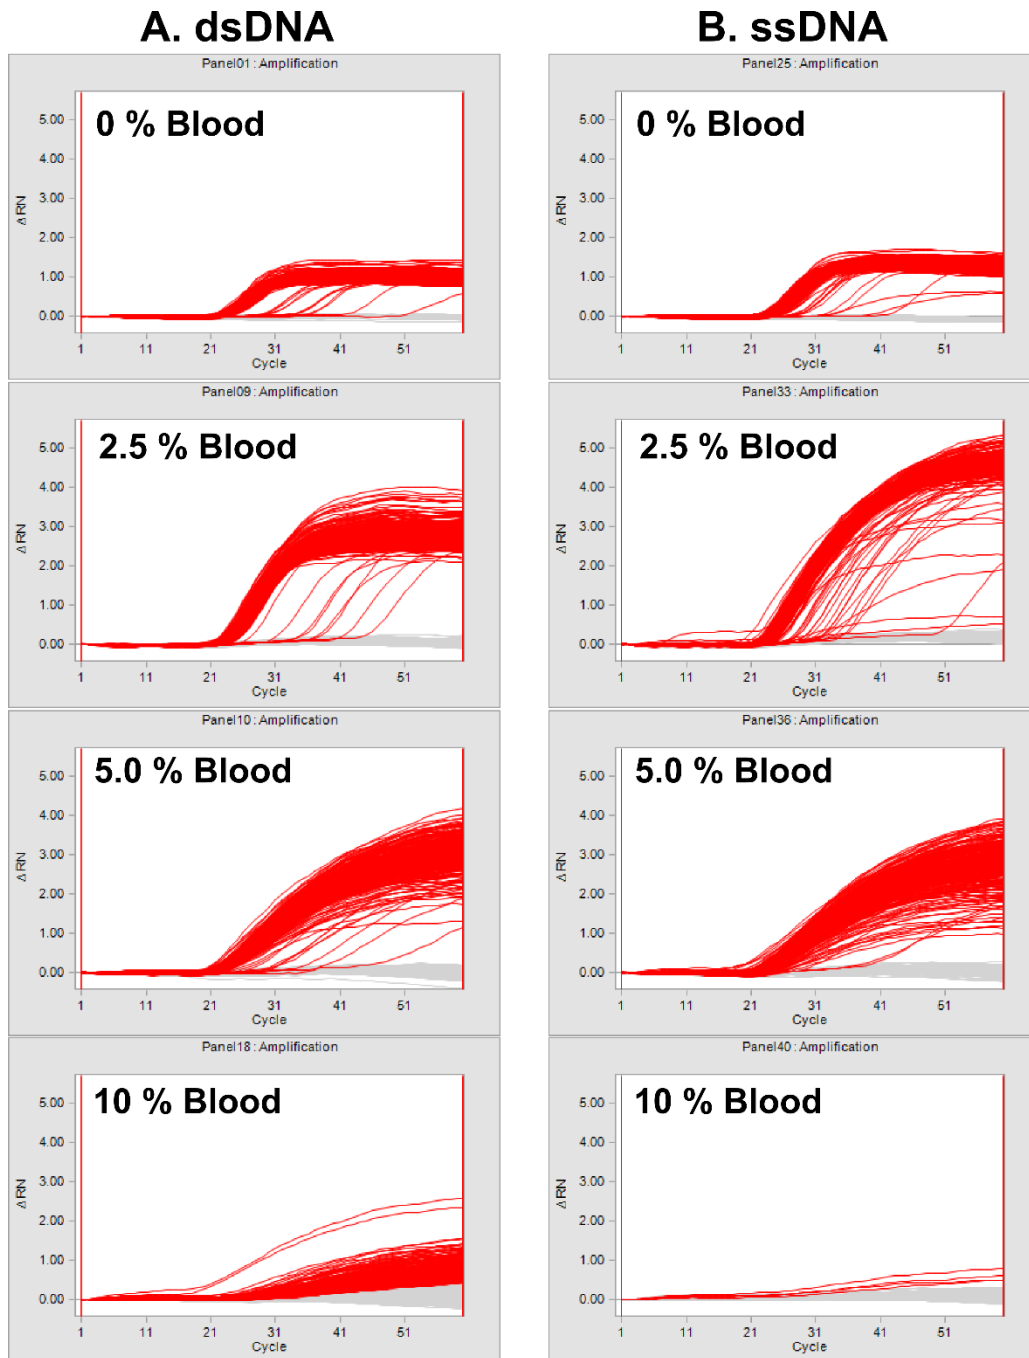 A. dsDNA
B. ssDNA
Panel01: Amplification
0 % Blood
5.00
4.00
3.00
2.00
1.00
0.00
Δ RN
1 11 21 31 41 51
Cycle
Panel25: Amplification
0 % Blood
5.00
4.00
3.00
2.00
1.00
0.00
Δ RN
1 11 21 31 41 51
Cycle
Panel09: Amplification
2.5 % Blood
5.00
4.00
3.00
2.00
1.00
0.00
Δ RN
1 11 21 31 41 51
Cycle
Panel33: Amplification
2.5 % Blood
5.00
4.00
3.00
2.00
1.00
0.00
Δ RN
1 11 21 31 41 51
Cycle
Panel10: Amplification
5.0 % Blood
5.00
4.00
3.00
2.00
1.00
0.00
Δ RN
1 11 21 31 41 51
Cycle
Panel36: Amplification
5.0 % Blood
5.00
4.00
3.00
2.00
1.00
0.00
Δ RN
1 11 21 31 41 51
Cycle
Panel18: Amplification
10 % Blood
5.00
4.00
3.00
2.00
1.00
0.00
Δ RN
1 11 21 31 41 51
Cycle
Panel40: Amplification
10 % Blood
5.00
4.00
3.00
2.00
1.00
0.00
Δ RN
1 11 21 31 41 51
Cycle